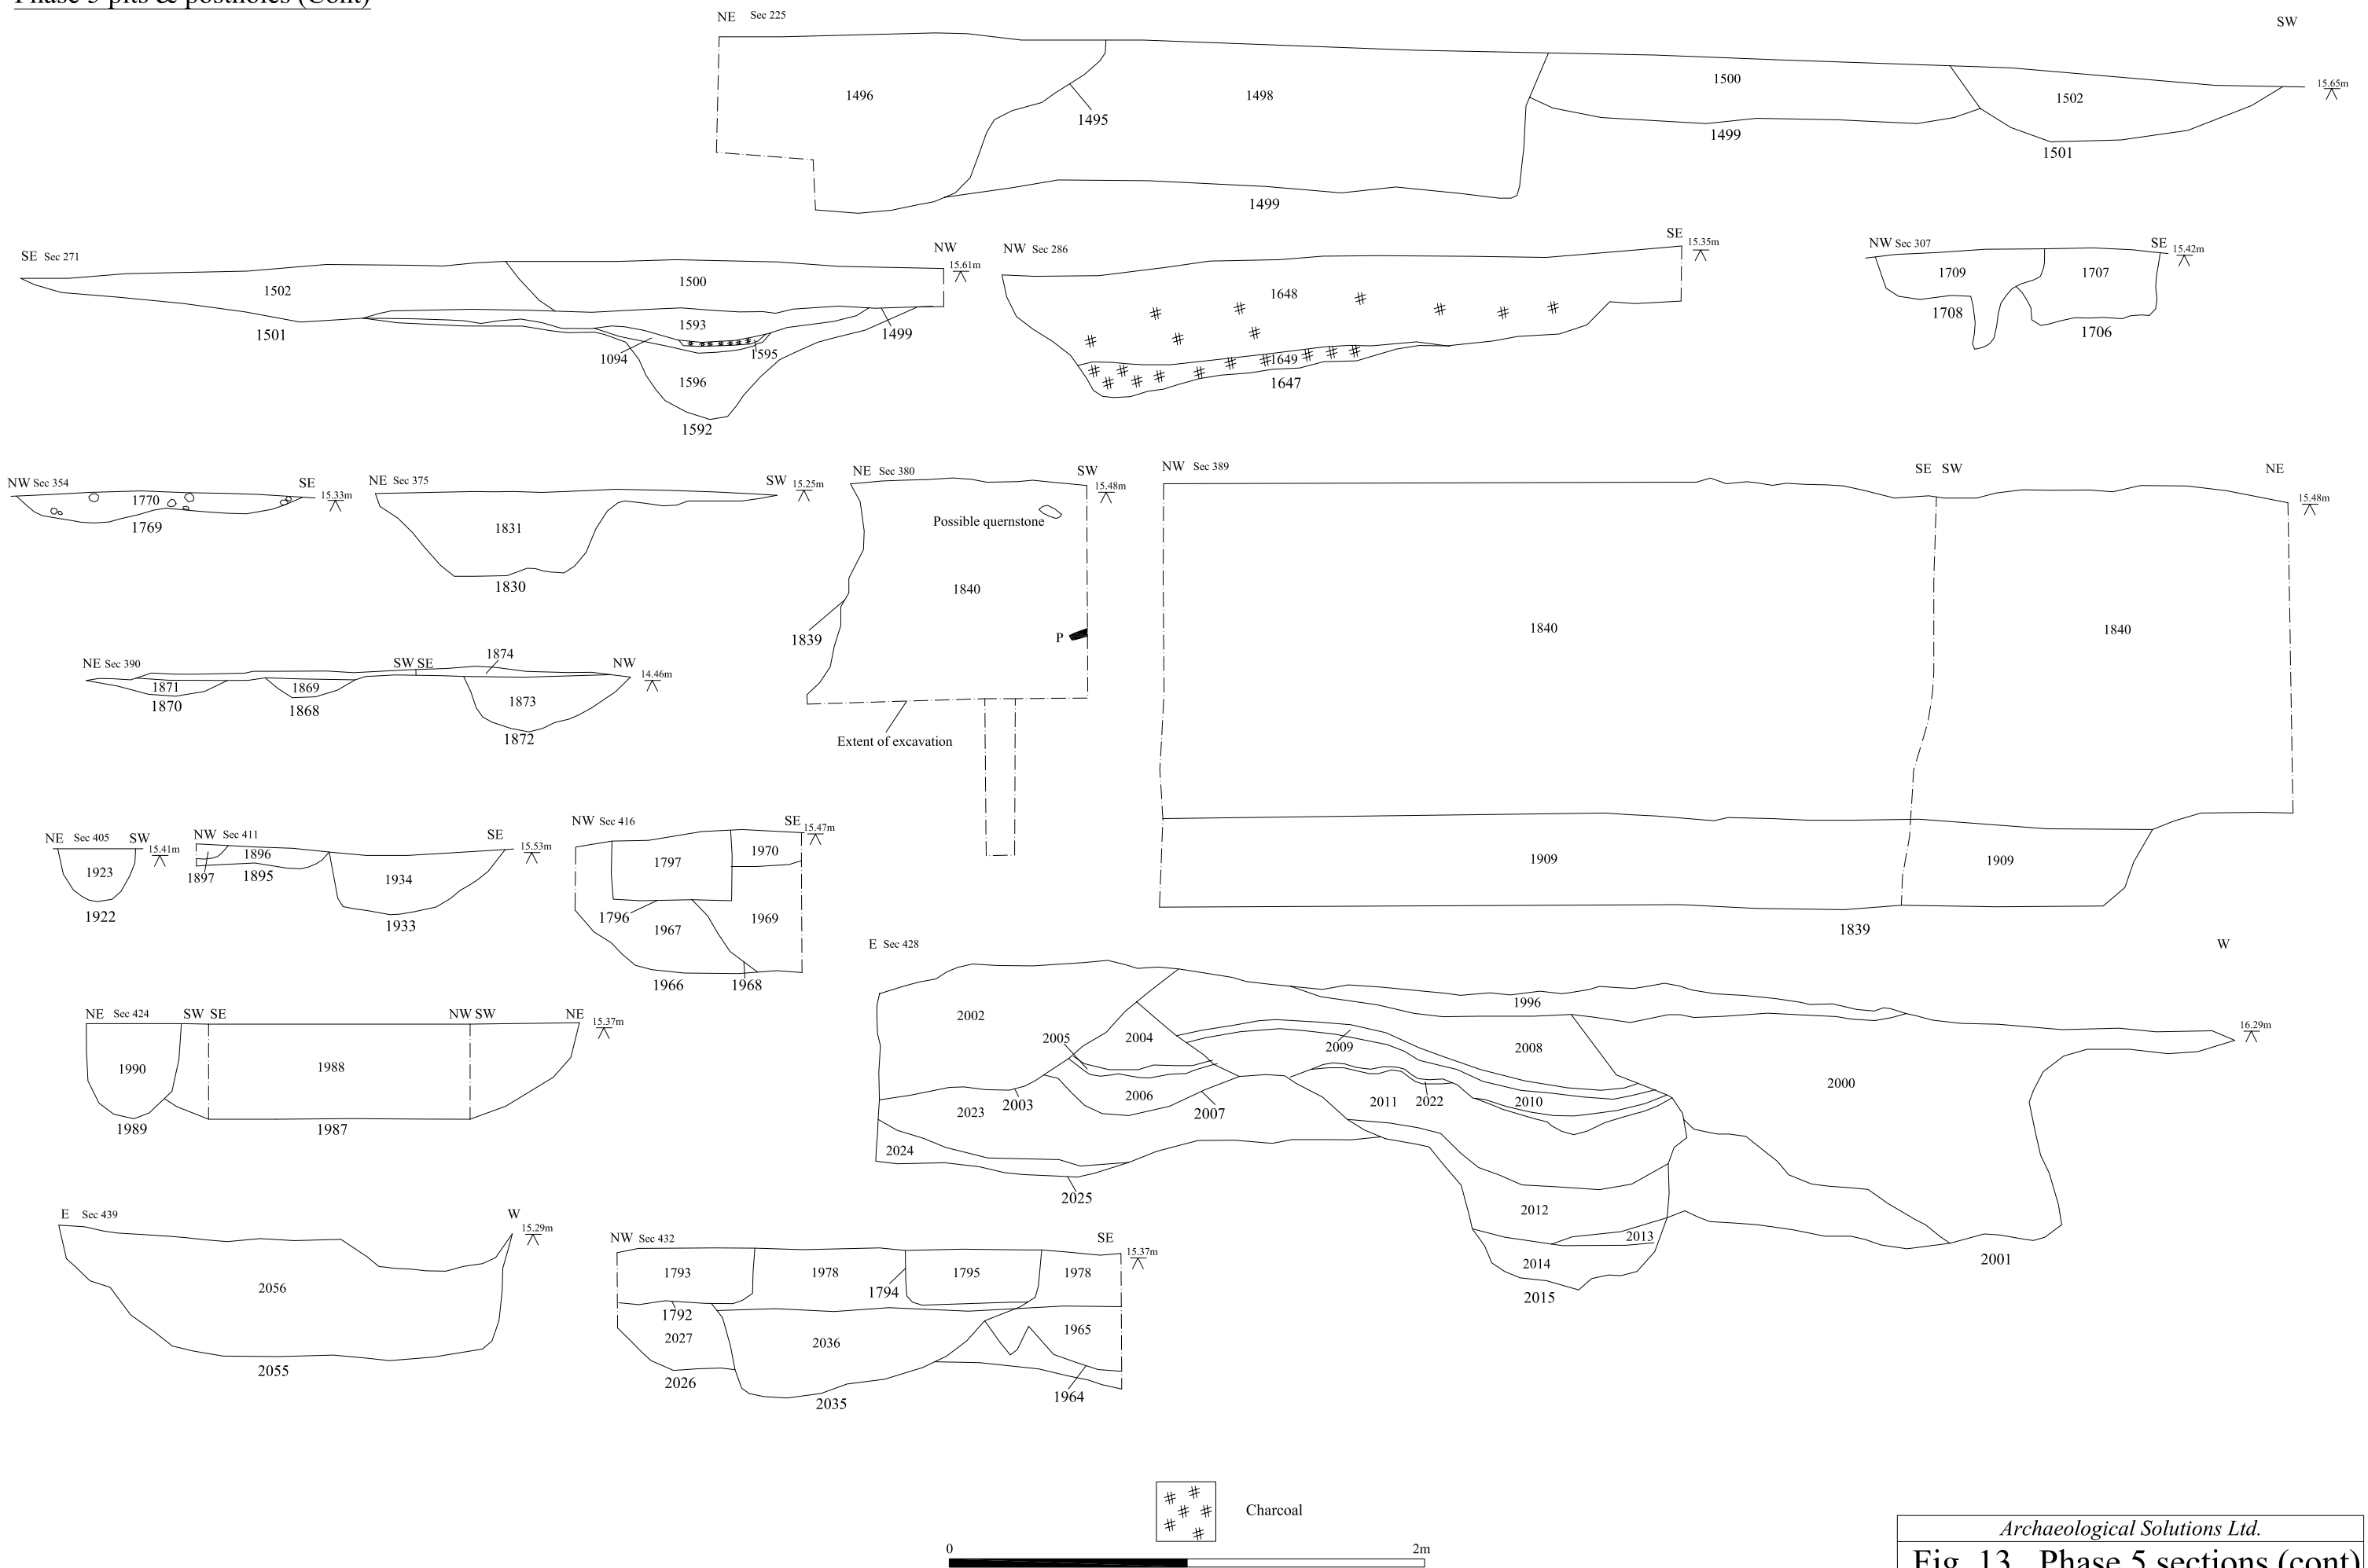 Phase 5 pits & postholes (Cont)
NE Sec 225 SW
1496 1495 1498 1499 1500 1499 1502 1501 15.65m
SE Sec 271 NW
1502 1501 1500 1593 1094 1595 1596 1592 1499 15.61m
NW Sec 286 SE
1648 1649 1647 15.35m
NW Sec 307 SE
1709 1708 1707 1706 15.42m
NW Sec 354 SE
1770 1769 15.33m
NE Sec 375 SW
1831 1830 15.25m
NE Sec 380 SW
15.48m
Possible quernstone
1840
1839
P
Extent of excavation
NW Sec 389 SE SW NE
1840 1840 15.48m
1909 1909
1839
NE Sec 390 SW SE NW
1874
1871 1870 1869 1868 1873 1872 14.46m
NE Sec 405 SW
1923 1922 15.41m
NW Sec 411 SE
1897 1896 1895 1934 1933 15.53m
NW Sec 416 SE
1797 1970 1796 1967 1969 1966 1968 15.47m
NE Sec 424 SW SE NW SW NE
1990 1989 1988 1987 15.37m
E Sec 428 W
2002 2005 2004 2003 2006 2007 2023 2024 2025
1996 2009 2008 2011 2022 2010 2000
2012 2013 2014 2015 2001 16.29m
E Sec 439 W
2056 2055 15.29m
NW Sec 432 SE
1793 1978 1794 1795 1978 15.37m
1792 2027 2036 1965
2026 2035 1964
Charcoal
0 2m
Archaeological Solutions Ltd.
Fig. 13 Phase 5 sections (cont)